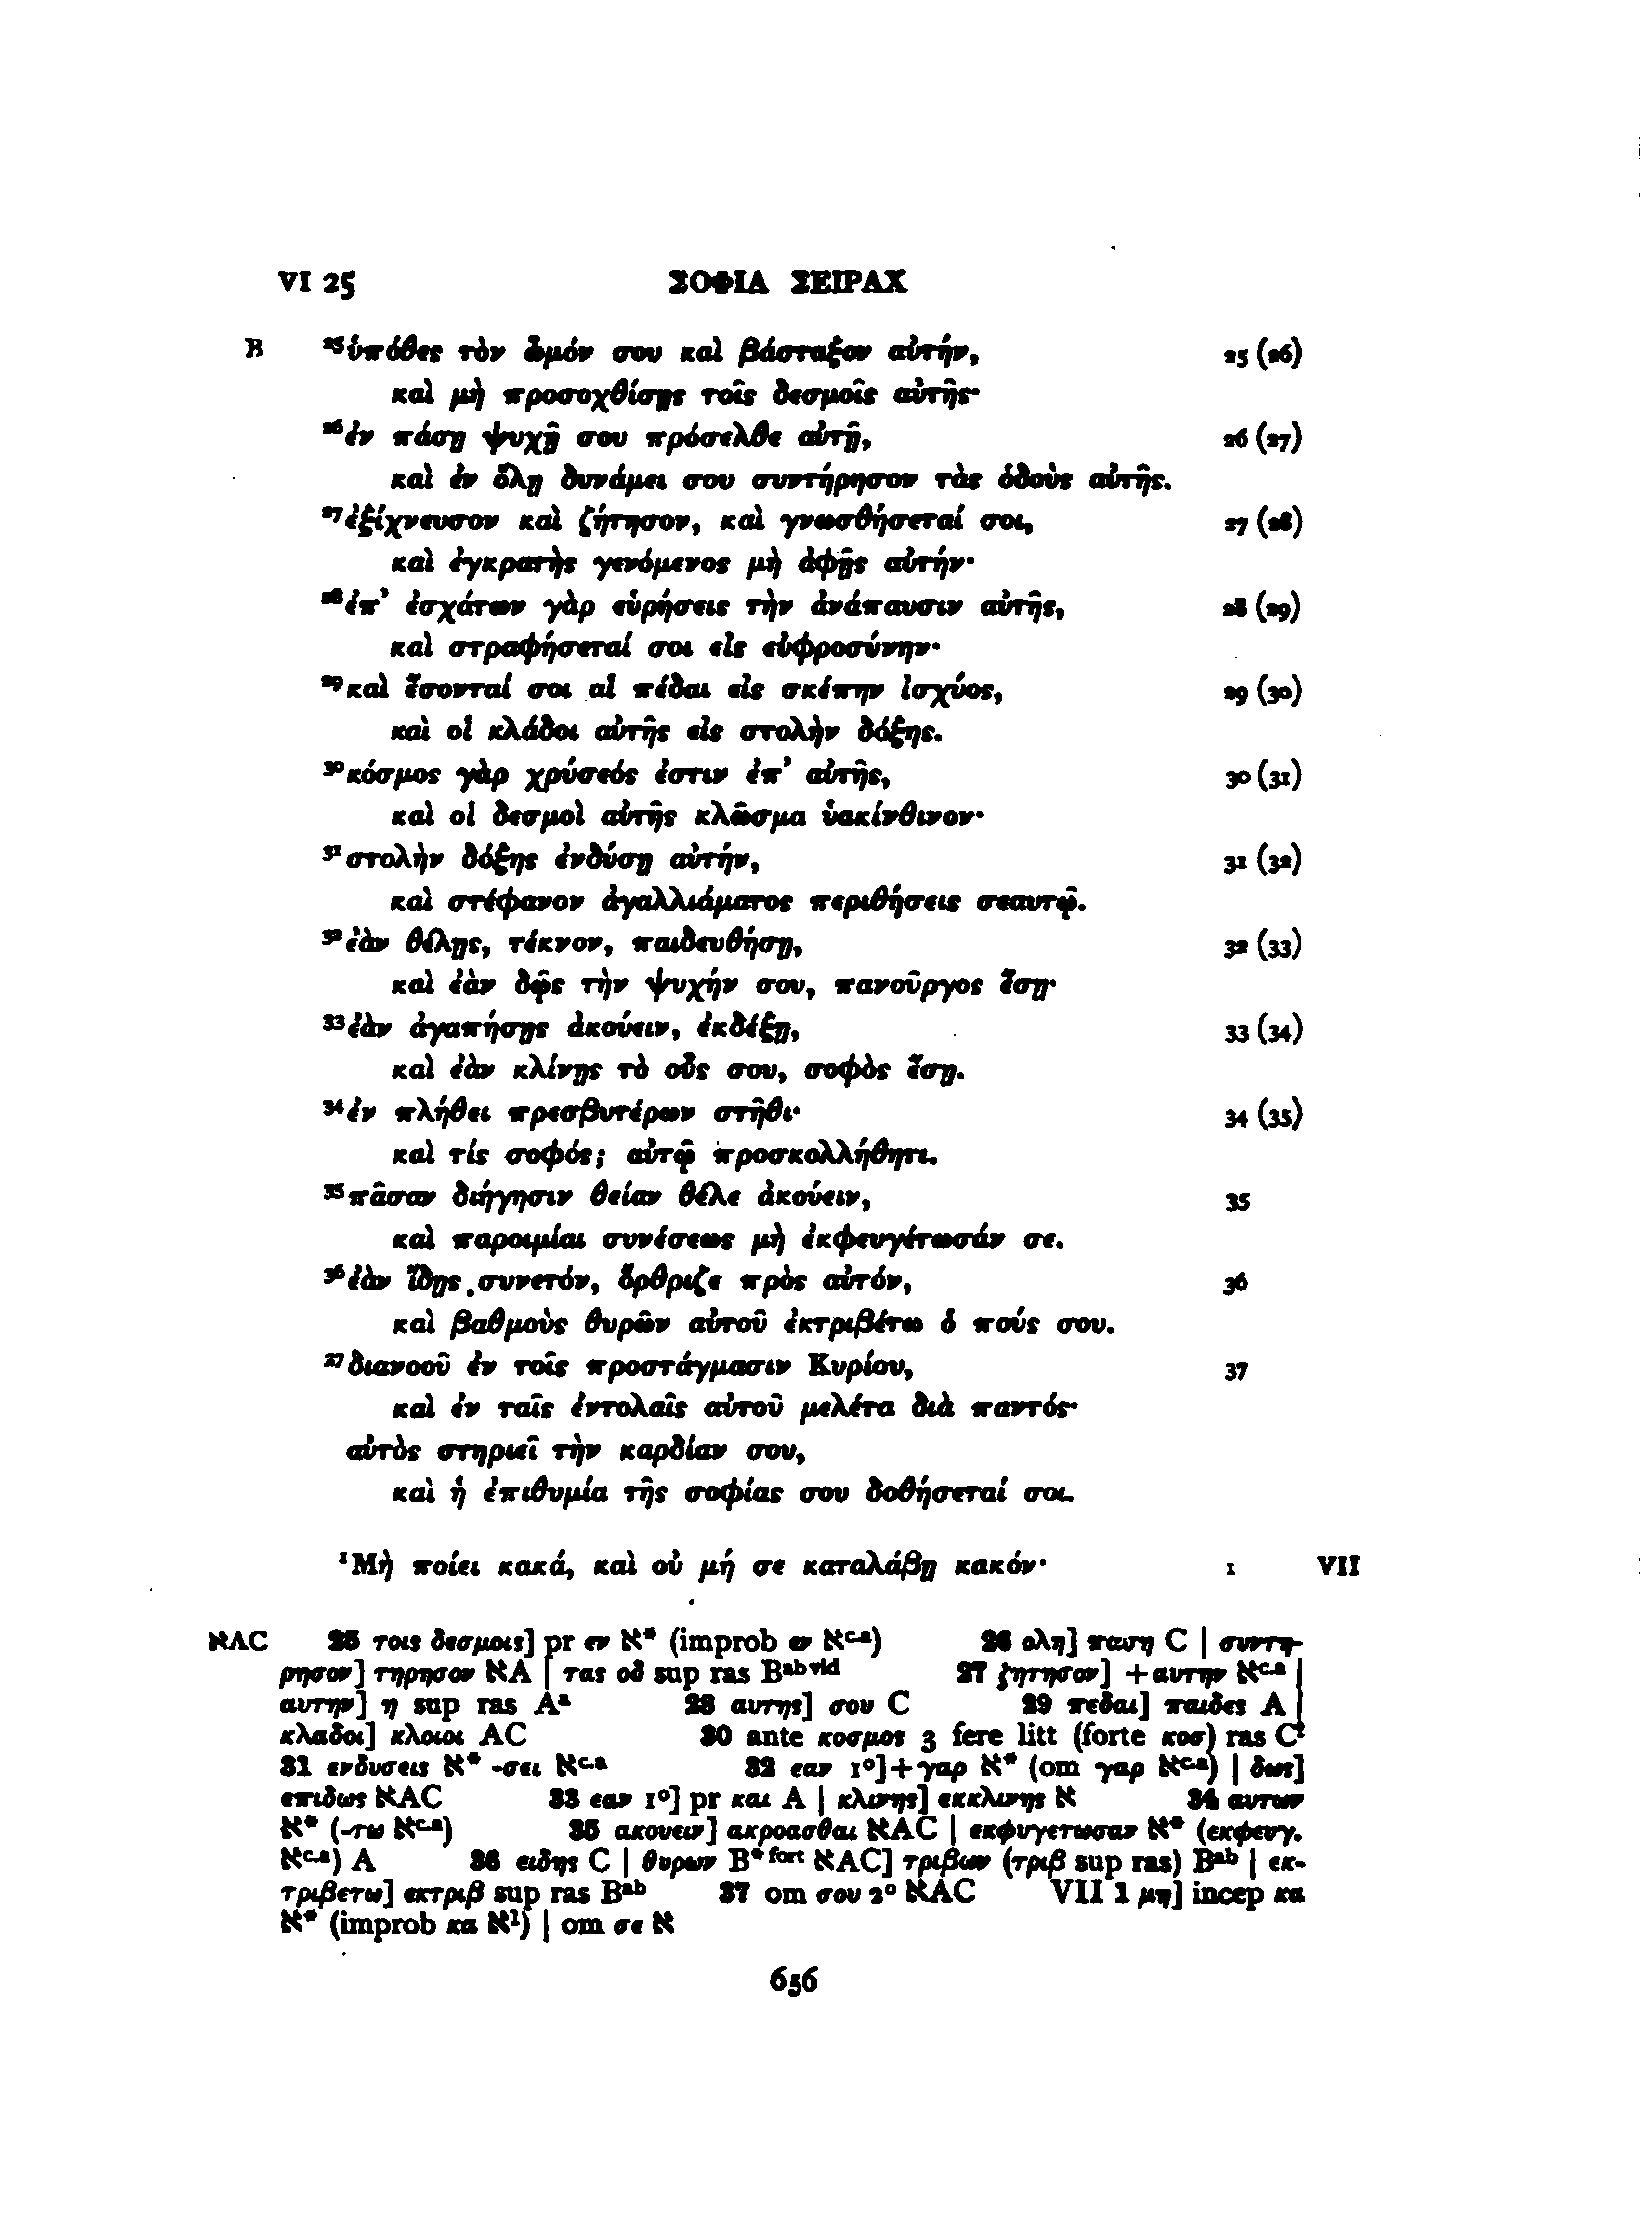 VI 25 ΣΟΦΙΑ ΣΕΙΡΑΧ
B ²⁵ὑπόθες τὸν ὦμόν σου καὶ βάσταξον αὐτήν, 25 (26)
καὶ μὴ προσοχθίσῃς τοῖς δεσμοῖς αὐτῆς·
²⁶ἐν πάσῃ ψυχῇ σου πρόσελθε αὐτῇ, 26 (27)
καὶ ἐν ὅλῃ δυνάμει σου συντήρησον τὰς ὁδοὺς αὐτῆς.
²⁷ἐξίχνευσον καὶ ζήτησον, καὶ γνωσθήσεταί σοι, 27 (28)
καὶ ἐγκρατὴς γενόμενος μὴ ἀφῇς αὐτήν·
²⁸ἐπ’ ἐσχάτων γὰρ εὑρήσεις τὴν ἀνάπαυσιν αὐτῆς, 28 (29)
καὶ στραφήσεταί σοι εἰς εὐφροσύνην·
²⁹καὶ ἔσονταί σοι αἱ πέδαι εἰς σκέπην ἰσχύος, 29 (30)
καὶ οἱ κλάδοι αὐτῆς εἰς στολὴν δόξης.
³⁰κόσμος γὰρ χρύσεός ἐστιν ἐπ’ αὐτῆς, 30 (31)
καὶ οἱ δεσμοὶ αὐτῆς κλῶσμα ὑακίνθινον·
³¹στολὴν δόξης ἐνδύσῃ αὐτήν, 31 (32)
καὶ στέφανον ἀγαλλιάματος περιθήσεις σεαυτῷ.
³²ἐὰν θέλῃς, τέκνον, παιδευθήσῃ, 32 (33)
καὶ ἐὰν δῷς τὴν ψυχήν σου, πανοῦργος ἔσῃ·
³³ἐὰν ἀγαπήσῃς ἀκούειν, ἐκδέξῃ, 33 (34)
καὶ ἐὰν κλίνῃς τὸ οὖς σου, σοφὸς ἔσῃ.
³⁴ἐν πλήθει πρεσβυτέρων στῆθι· 34 (35)
καὶ τίς σοφός; αὐτῷ προσκολλήθητι.
³⁵πᾶσαν διήγησιν θείαν θέλε ἀκούειν, 35
καὶ παροιμίαι συνέσεως μὴ ἐκφευγέτωσάν σε.
³⁶ἐὰν ἴδῃς συνετόν, ὄρθριζε πρὸς αὐτόν, 36
καὶ βαθμοὺς θυρῶν αὐτοῦ ἐκτριβέτω ὁ πούς σου.
³⁷διανοοῦ ἐν τοῖς προστάγμασιν Κυρίου, 37
καὶ ἐν ταῖς ἐντολαῖς αὐτοῦ μελέτα διὰ παντός·
αὐτὸς στηριεῖ τὴν καρδίαν σου,
καὶ ἡ ἐπιθυμία τῆς σοφίας σου δοθήσεταί σοι.
¹Μὴ ποίει κακά, καὶ οὐ μή σε καταλάβῃ κακόν· 1 VII
אAC 25 τοις δεσμοις] pr εν א* (improb εν אᶜ·ᵃ) 26 ολη] παση C | συντη-
ρησον] τηρησον אA | τας οδ sup ras Bᵃᵇᵛⁱᵈ 27 ζητησον] +αυτην אᶜ·ᵃ |
αυτην] η sup ras Aᵃ 28 αυτης] σου C 29 πεδαι] παιδες A |
κλαδοι] κλοιοι AC 30 ante κοσμος 3 fere litt (forte κοσ) ras C²
31 ενδυσεις א* -σει אᶜ·ᵃ 32 εαν 1°]+γαρ א* (om γαρ אᶜ·ᵃ) | δως]
επιδως אAC 33 εαν 1°] pr και A | κλινης] εκκλινης א 34 αυτων
א* (-τω אᶜ·ᵃ) 35 ακουειν] ακροασθαι אAC | εκφυγετωσαν א* (εκφευγ.
אᶜ·ᵃ) A 36 ειδης C | θυρων B*ᶠᵒʳᵗ אAC] τριβων (τριβ sup ras) Bᵃᵇ | εκ-
τριβετω] εκτριβ sup ras Bᵃᵇ 37 om σου 2° אAC VII 1 μη] incep κα
א* (improb κα א¹) | om σε א
656